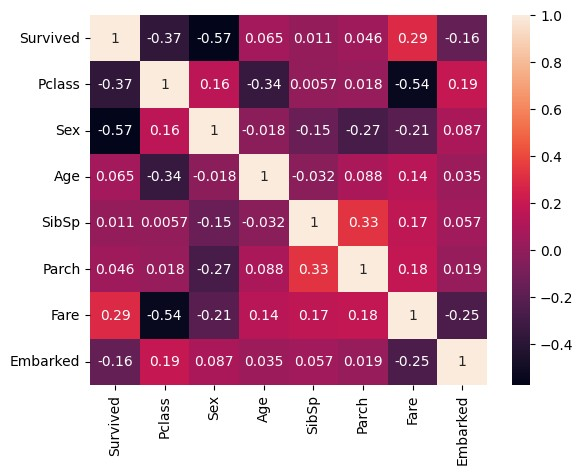 Survived 1 -0.37 -0.57 0.065 0.011 0.046 0.29 -0.16
Pclass -0.37 1 0.16 -0.34 0.0057 0.018 -0.54 0.19
Sex -0.57 0.16 1 -0.018 -0.15 -0.27 -0.21 0.087
Age 0.065 -0.34 -0.018 1 -0.032 0.088 0.14 0.035
SibSp 0.011 0.0057 -0.15 -0.032 1 0.33 0.17 0.057
Parch 0.046 0.018 -0.27 0.088 0.33 1 0.18 0.019
Fare 0.29 -0.54 -0.21 0.14 0.17 0.18 1 -0.25
Embarked -0.16 0.19 0.087 0.035 0.057 0.019 -0.25 1
Survived Pclass Sex Age SibSp Parch Fare Embarked
1.0
0.8
0.6
0.4
0.2
0.0
−0.2
−0.4